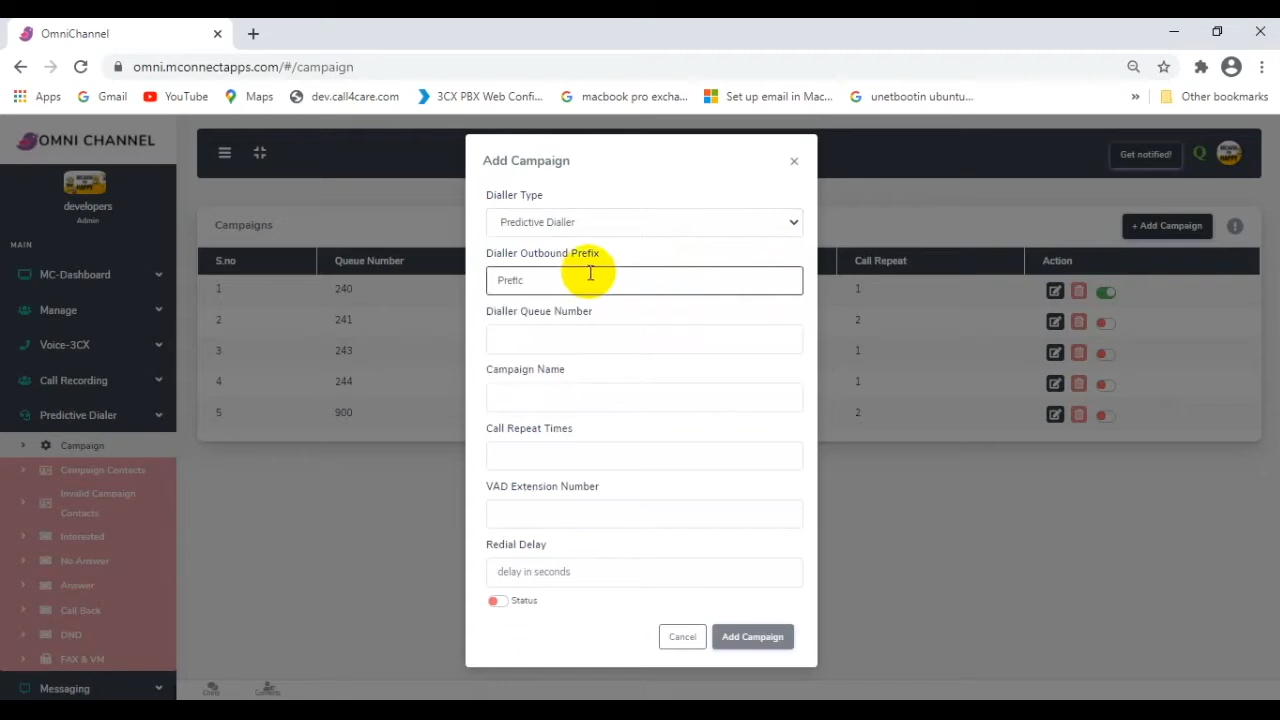 OmniChannel
omni.mconnectapps.com/#/campaign
Apps
Gmail
YouTube
Maps
dev.call4care.com
3CX PBX Web Confi...
macbook pro excha...
Set up email in Mac...
unetbootin ubuntu...
»
Other bookmarks
OMNI CHANNEL
developers
Admin
MAIN
MC-Dashboard
Manage
Voice-3CX
Call Recording
Predictive Dialer
Campaign
Campaign Contacts
Invalid Campaign
Contacts
Interested
No Answer
Answer
Call Back
DND
FAX & VM
Messaging
Get notified!
Campaigns
+ Add Campaign
S.no Queue Number Call Repeat Action
1 240 1
2 241 2
3 243 1
4 244 1
5 900 2
Add Campaign
×
Dialler Type
Predictive Dialler
Dialler Outbound Prefix
Prefic
Dialler Queue Number
Campaign Name
Call Repeat Times
VAD Extension Number
Redial Delay
delay in seconds
Status
Cancel
Add Campaign